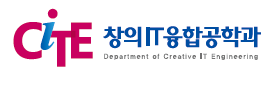 CiTE 창의IT융합공학과
Department of Creative IT Engineering